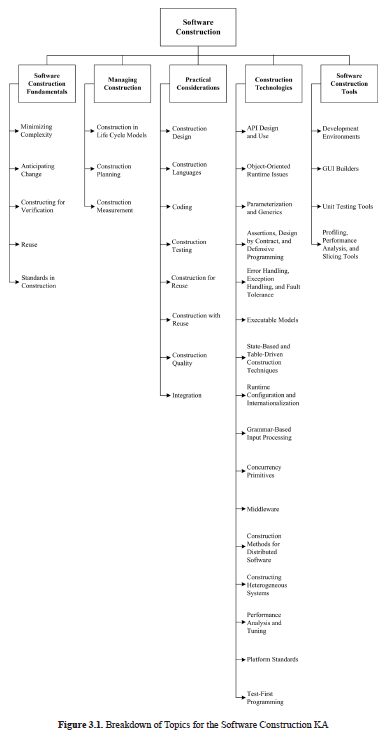 Software
Construction
Software
Construction
Fundamentals
Managing
Construction
Practical
Considerations
Construction
Technologies
Software
Construction
Tools
Minimizing
Complexity
Anticipating
Change
Constructing for
Verification
Reuse
Standards in
Construction
Construction in
Life Cycle Models
Construction
Planning
Construction
Measurement
Construction
Design
Construction
Languages
Coding
Construction
Testing
Construction for
Reuse
Construction with
Reuse
Construction
Quality
Integration
API Design
and Use
Object-Oriented
Runtime Issues
Parameterization
and Generics
Assertions, Design
by Contract, and
Defensive
Programming
Error Handling,
Exception
Handling, and Fault
Tolerance
Executable Models
State-Based and
Table-Driven
Construction
Techniques
Runtime
Configuration and
Internationalization
Grammar-Based
Input Processing
Concurrency
Primitives
Middleware
Construction
Methods for
Distributed
Software
Constructing
Heterogeneous
Systems
Performance
Analysis and
Tuning
Platform Standards
Test-First
Programming
Development
Environments
GUI Builders
Unit Testing Tools
Profiling,
Performance
Analysis, and
Slicing Tools
Figure 3.1. Breakdown of Topics for the Software Construction KA